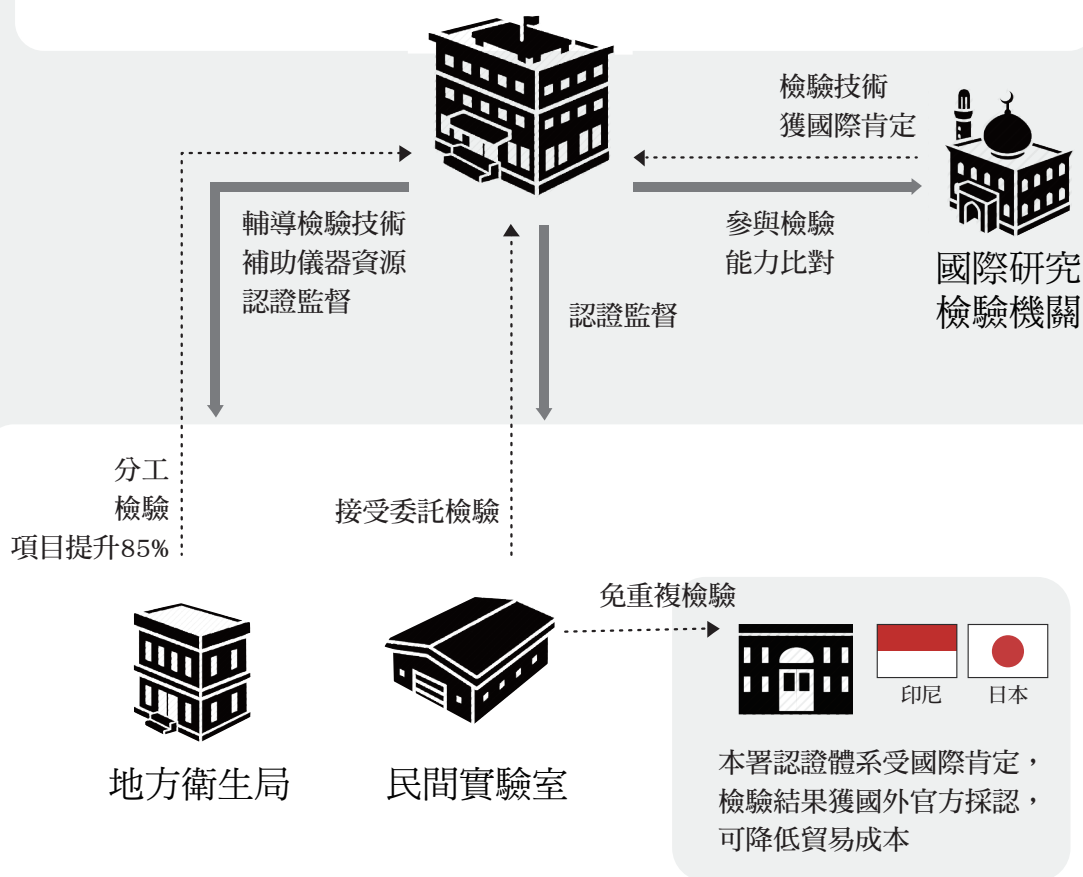 檢驗技術
獲國際肯定
輔導檢驗技術
補助儀器資源
認證監督
參與檢驗
能力比對
國際研究
檢驗機關
認證監督
分工
檢驗
項目提升85%
接受委託檢驗
免重複檢驗
印尼
日本
地方衛生局
民間實驗室
本署認證體系受國際肯定，
檢驗結果獲國外官方採認，
可降低貿易成本